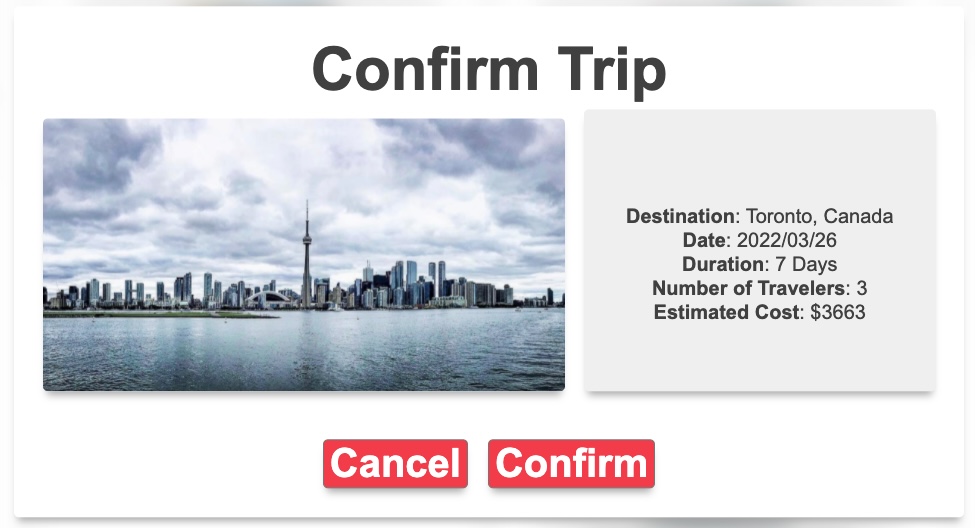 Confirm Trip
Destination: Toronto, Canada
Date: 2022/03/26
Duration: 7 Days
Number of Travelers: 3
Estimated Cost: $3663
Cancel
Confirm